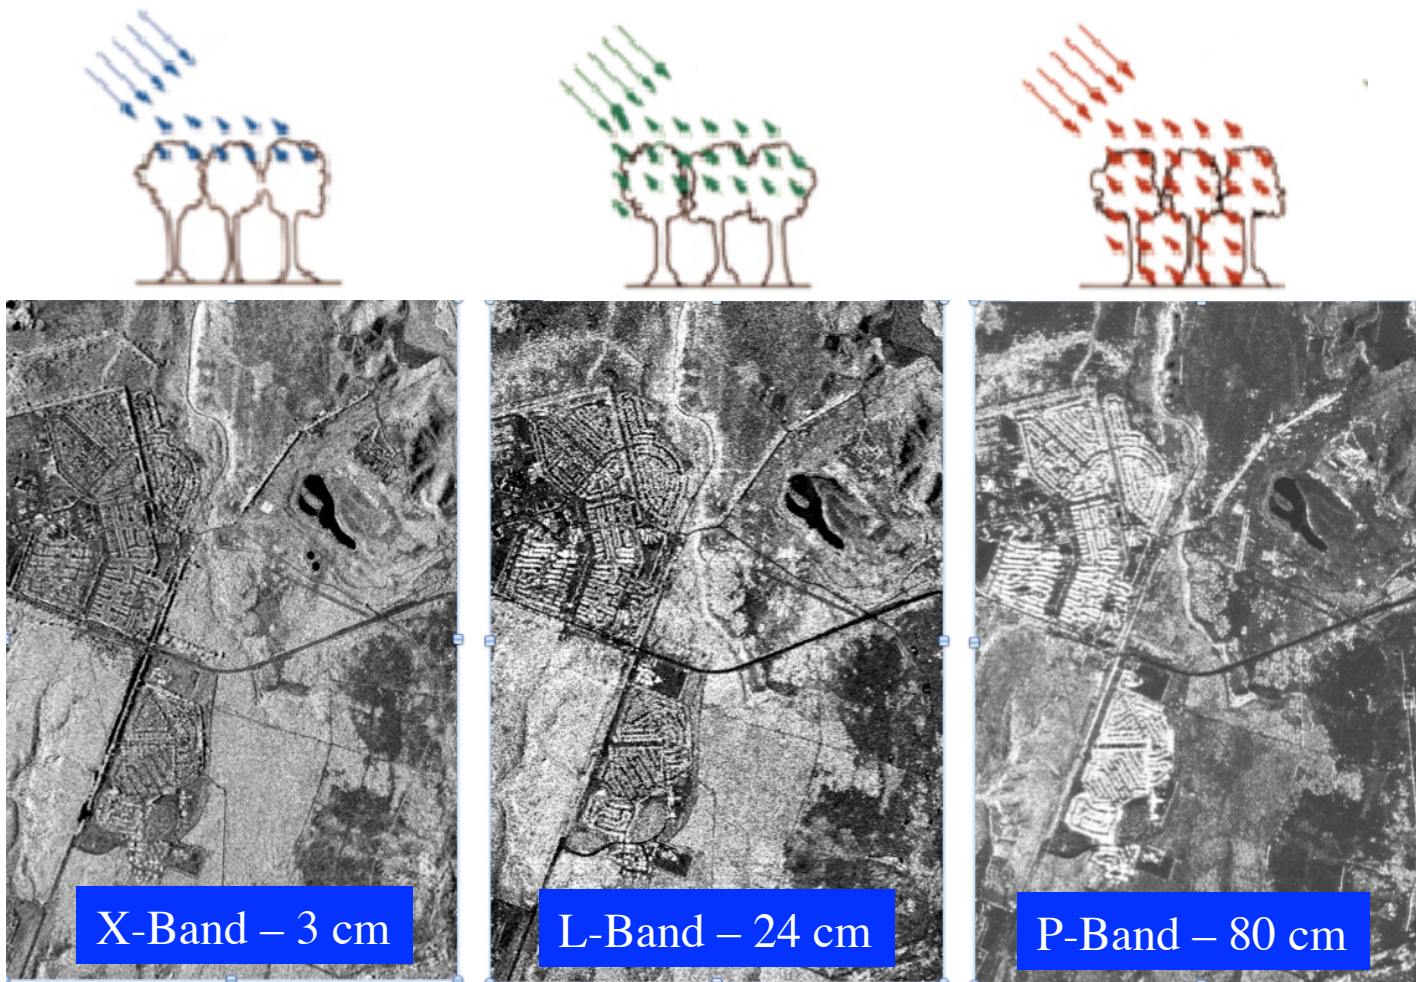 X-Band – 3 cm
L-Band – 24 cm
P-Band – 80 cm